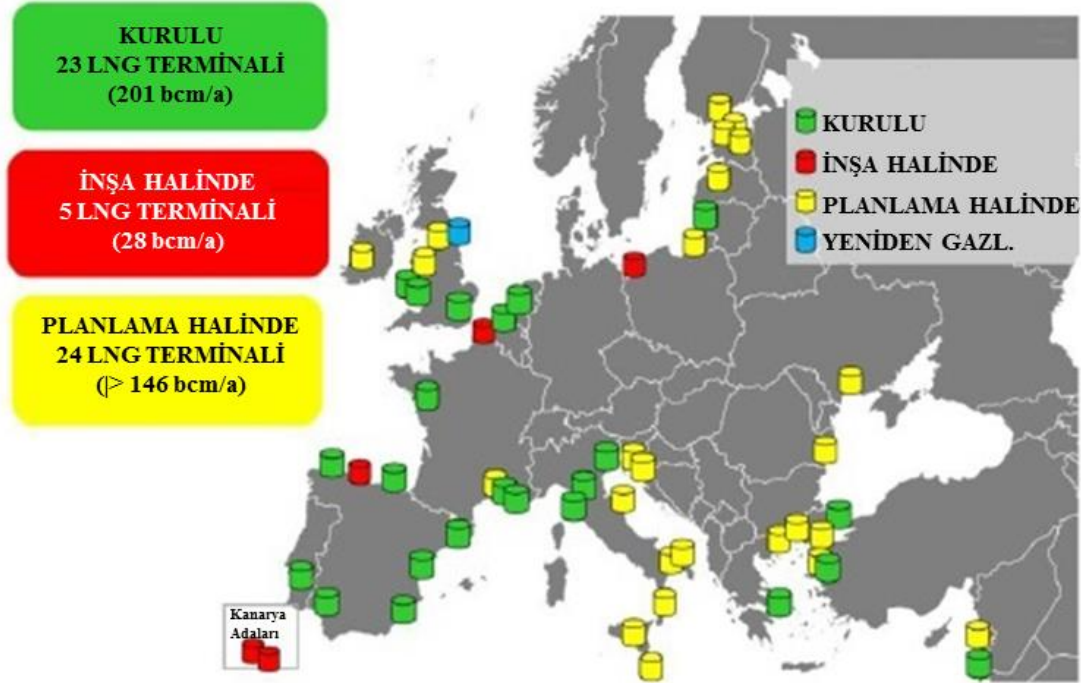 KURULU
23 LNG TERMİNALİ
(201 bcm/a)
İNŞA HALİNDE
5 LNG TERMİNALİ
(28 bcm/a)
PLANLAMA HALİNDE
24 LNG TERMİNALİ
(|> 146 bcm/a)
KURULU
İNŞA HALİNDE
PLANLAMA HALİNDE
YENİDEN GAZL.
Kanarya
Adaları